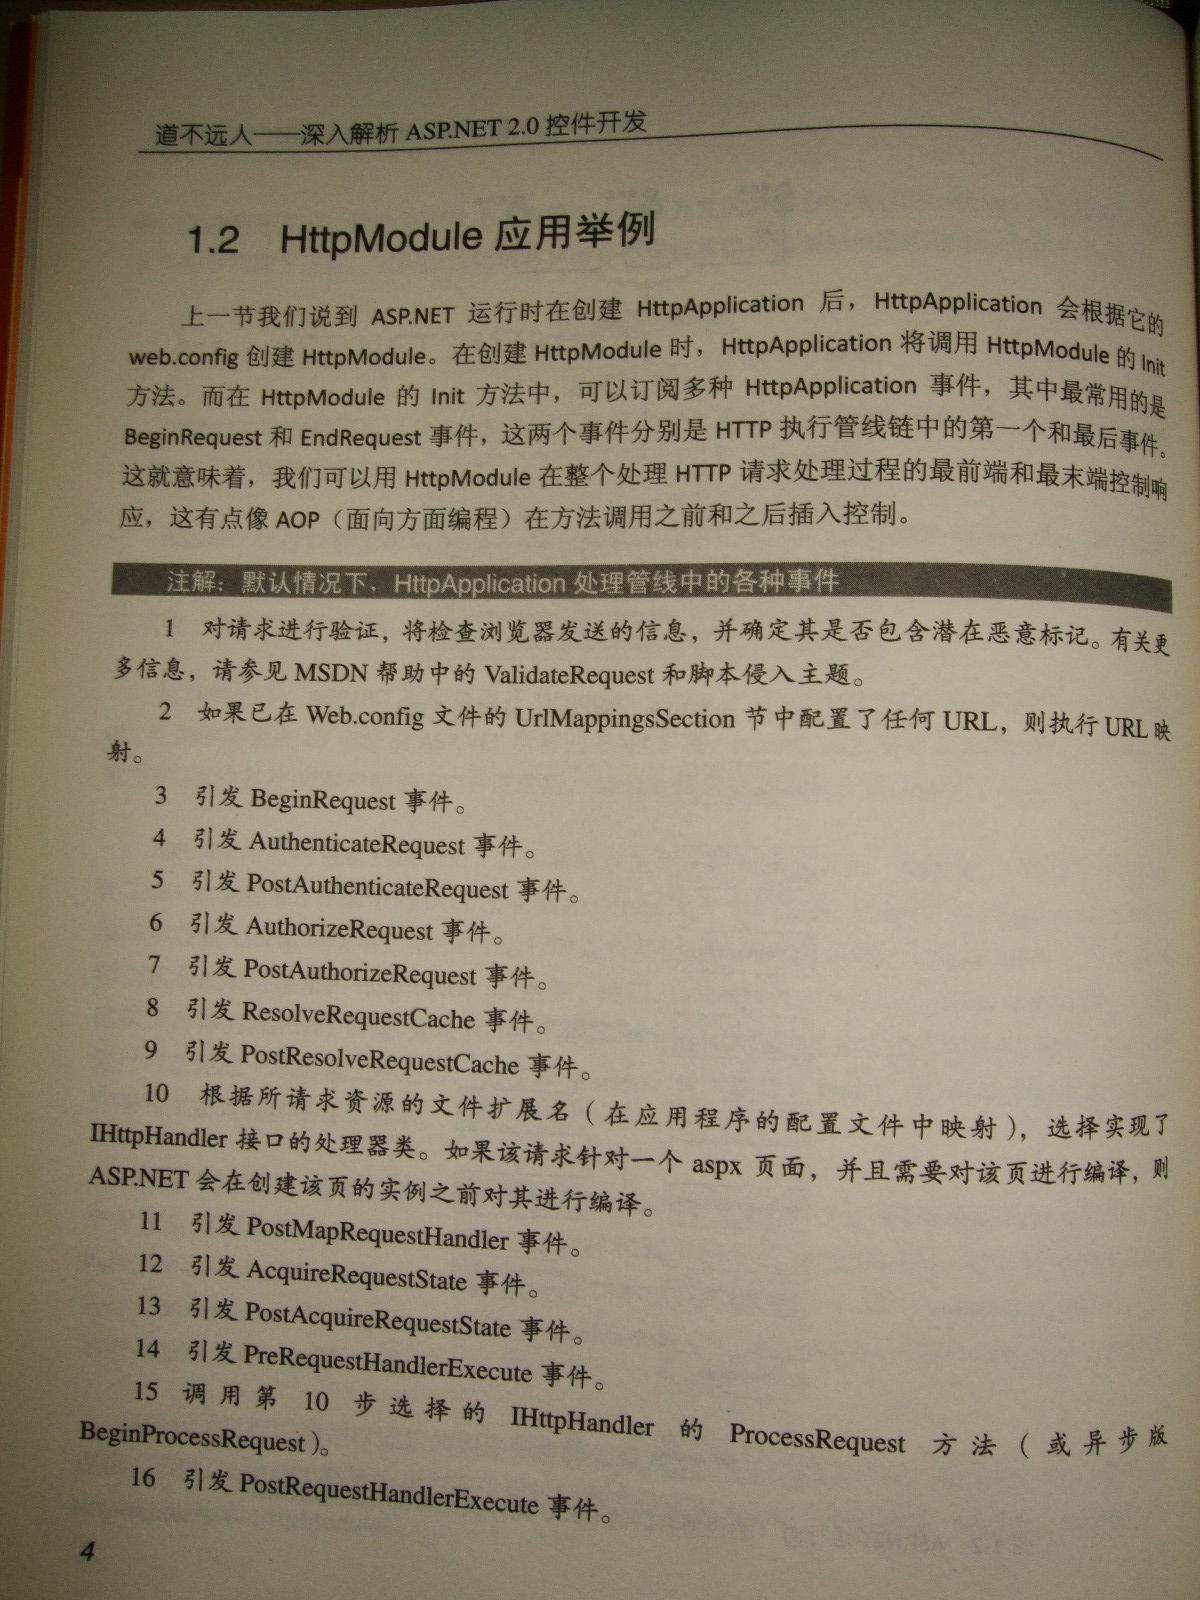 道不远人——深入解析 ASP.NET 2.0 控件开发
1.2 HttpModule 应用举例
上一节我们说到 ASP.NET 运行时在创建 HttpApplication 后，HttpApplication 会根据它的
web.config 创建 HttpModule。在创建 HttpModule 时，HttpApplication 将调用 HttpModule 的 Init
方法。而在 HttpModule 的 Init 方法中，可以订阅多种 HttpApplication 事件，其中最常用的是
BeginRequest 和 EndRequest 事件，这两个事件分别是 HTTP 执行管线链中的第一个和最后事件。
这就意味着，我们可以用 HttpModule 在整个处理 HTTP 请求处理过程的最前端和最末端控制响
应，这有点像 AOP（面向方面编程）在方法调用之前和之后插入控制。
注解：默认情况下，HttpApplication 处理管线中的各种事件
1 对请求进行验证，将检查浏览器发送的信息，并确定其是否包含潜在恶意标记。有关更
多信息，请参见 MSDN 帮助中的 ValidateRequest 和脚本侵入主题。
2 如果已在 Web.config 文件的 UrlMappingsSection 节中配置了任何 URL，则执行 URL 映
射。
3 引发 BeginRequest 事件。
4 引发 AuthenticateRequest 事件。
5 引发 PostAuthenticateRequest 事件。
6 引发 AuthorizeRequest 事件。
7 引发 PostAuthorizeRequest 事件。
8 引发 ResolveRequestCache 事件。
9 引发 PostResolveRequestCache 事件。
10 根据所请求资源的文件扩展名（在应用程序的配置文件中映射），选择实现了
IHttpHandler 接口的处理器类。如果该请求针对一个 aspx 页面，并且需要对该页进行编译，则
ASP.NET 会在创建该页的实例之前对其进行编译。
11 引发 PostMapRequestHandler 事件。
12 引发 AcquireRequestState 事件。
13 引发 PostAcquireRequestState 事件。
14 引发 PreRequestHandlerExecute 事件。
15 调用第 10 步选择的 IHttpHandler 的 ProcessRequest 方法（或异步版
BeginProcessRequest）。
16 引发 PostRequestHandlerExecute 事件。
4